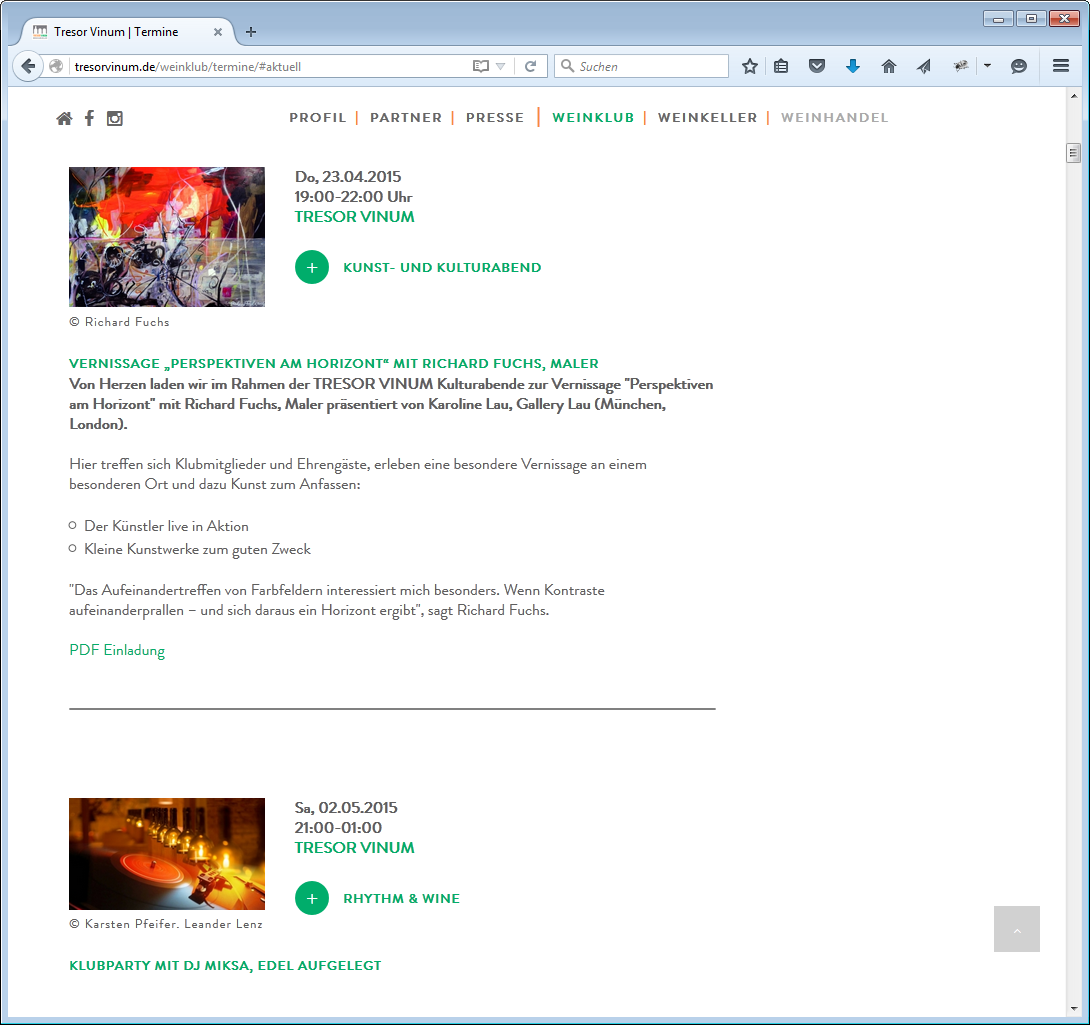 Tresor Vinum | Termine
tresorvinum.de/weinklub/termine/#aktuell
Suchen
PROFIL | PARTNER | PRESSE | WEINKLUB | WEINKELLER | WEINHANDEL
Do, 23.04.2015
19:00-22:00 Uhr
TRESOR VINUM
+ KUNST- UND KULTURABEND
© Richard Fuchs
VERNISSAGE „PERSPEKTIVEN AM HORIZONT“ MIT RICHARD FUCHS, MALER
Von Herzen laden wir im Rahmen der TRESOR VINUM Kulturabende zur Vernissage "Perspektiven
am Horizont" mit Richard Fuchs, Maler präsentiert von Karoline Lau, Gallery Lau (München,
London).
Hier treffen sich Klubmitglieder und Ehrengäste, erleben eine besondere Vernissage an einem
besonderen Ort und dazu Kunst zum Anfassen:
Der Künstler live in Aktion
Kleine Kunstwerke zum guten Zweck
"Das Aufeinandertreffen von Farbfeldern interessiert mich besonders. Wenn Kontraste
aufeinanderprallen – und sich daraus ein Horizont ergibt", sagt Richard Fuchs.
PDF Einladung
Sa, 02.05.2015
21:00-01:00
TRESOR VINUM
+ RHYTHM & WINE
© Karsten Pfeifer. Leander Lenz
KLUBPARTY MIT DJ MIKSA, EDEL AUFGELEGT